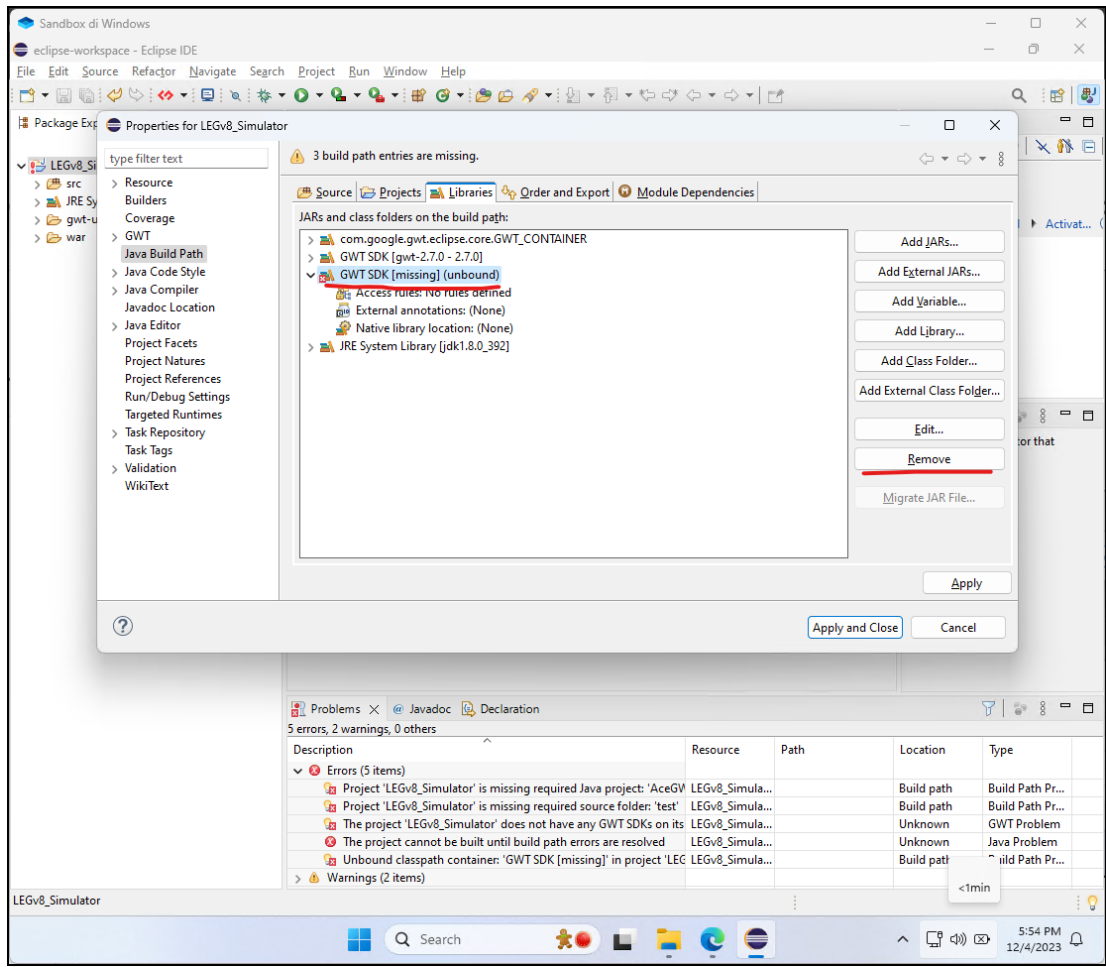 Sandbox di Windows
eclipse-workspace - Eclipse IDE
File Edit Source Refactor Navigate Search Project Run Window Help
Package Exp
Properties for LEGv8_Simulator
type filter text
3 build path entries are missing.
LEGv8_Si
src
JRE Sy
gwt-u
war
Resource
Builders
Coverage
GWT
Java Build Path
Java Code Style
Java Compiler
Javadoc Location
Java Editor
Project Facets
Project Natures
Project References
Run/Debug Settings
Targeted Runtimes
Task Repository
Task Tags
Validation
WikiText
Source Projects Libraries Order and Export Module Dependencies
JARs and class folders on the build path:
com.google.gwt.eclipse.core.GWT_CONTAINER
GWT SDK [gwt-2.7.0 - 2.7.0]
GWT SDK [missing] (unbound)
Access rules: No rules defined
External annotations: (None)
Native library location: (None)
JRE System Library [jdk1.8.0_392]
Add JARs...
Add External JARs...
Add Variable...
Add Library...
Add Class Folder...
Add External Class Folder...
Edit...
Remove
Migrate JAR File...
Apply
Apply and Close Cancel
Activat...
tor that
Problems Javadoc Declaration
5 errors, 2 warnings, 0 others
Description Resource Path Location Type
Errors (5 items)
Project 'LEGv8_Simulator' is missing required Java project: 'AceGW LEGv8_Simula... Build path Build Path Pr...
Project 'LEGv8_Simulator' is missing required source folder: 'test' LEGv8_Simula... Build path Build Path Pr...
The project 'LEGv8_Simulator' does not have any GWT SDKs on its LEGv8_Simula... Unknown GWT Problem
The project cannot be built until build path errors are resolved LEGv8_Simula... Unknown Java Problem
Unbound classpath container: 'GWT SDK [missing]' in project 'LEG LEGv8_Simula... Build path Build Path Pr...
Warnings (2 items)
<1min
LEGv8_Simulator
Search
5:54 PM
12/4/2023